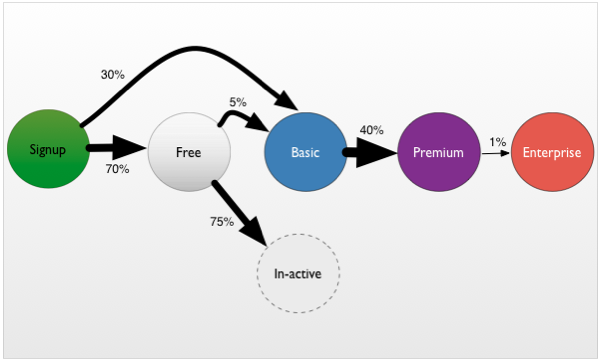 30%
5%
Signup
70%
Free
Basic
40%
Premium
1%
Enterprise
75%
In-active